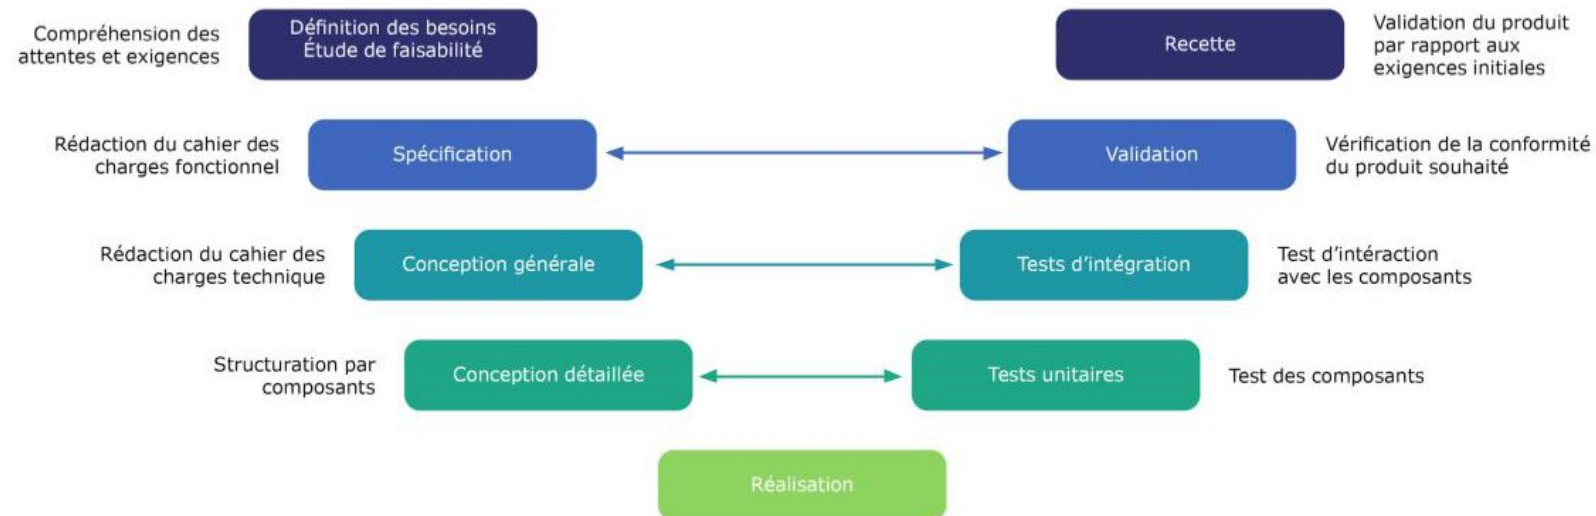 Compréhension des
attentes et exigences
Définition des besoins
Étude de faisabilité
Recette
Validation du produit
par rapport aux
exigences initiales
Rédaction du cahier des
charges fonctionnel
Spécification
Validation
Vérification de la conformité
du produit souhaité
Rédaction du cahier des
charges technique
Conception générale
Tests d'intégration
Test d'intéraction
avec les composants
Structuration par
composants
Conception détaillée
Tests unitaires
Test des composants
Réalisation